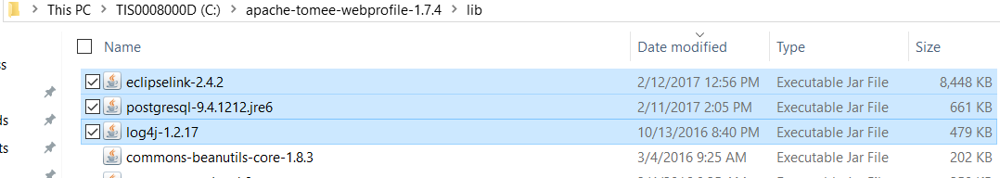 This PC > TIS0008000D (C:) > apache-tomee-webprofile-1.7.4 > lib
Name Date modified Type Size
eclipselink-2.4.2 2/12/2017 12:56 PM Executable Jar File 8,448 KB
postgresql-9.4.1212.jre6 2/11/2017 2:05 PM Executable Jar File 661 KB
log4j-1.2.17 10/13/2016 8:40 PM Executable Jar File 479 KB
commons-beanutils-core-1.8.3 3/4/2016 9:25 AM Executable Jar File 202 KB